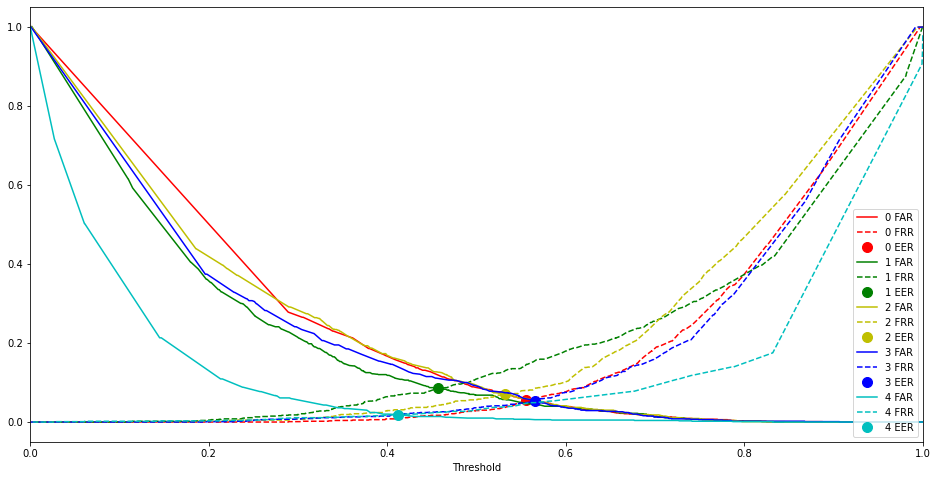 1.0
0.8
0.6
0.4
0.2
0.0
0.0 0.2 0.4 0.6 0.8 1.0
Threshold
0 FAR
0 FRR
0 EER
1 FAR
1 FRR
1 EER
2 FAR
2 FRR
2 EER
3 FAR
3 FRR
3 EER
4 FAR
4 FRR
4 EER